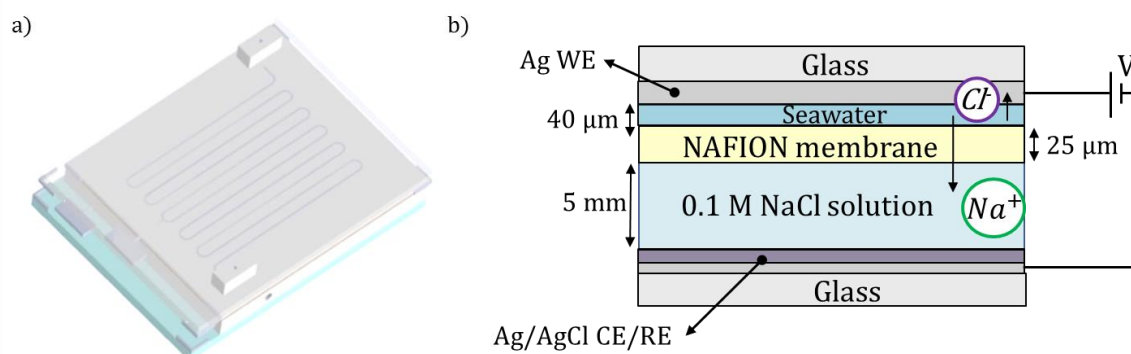 a)
b)
Ag WE
Glass
V
Cl-
Seawater
40 µm
NAFION membrane
25 µm
5 mm
0.1 M NaCl solution
Na+
Glass
Ag/AgCl CE/RE